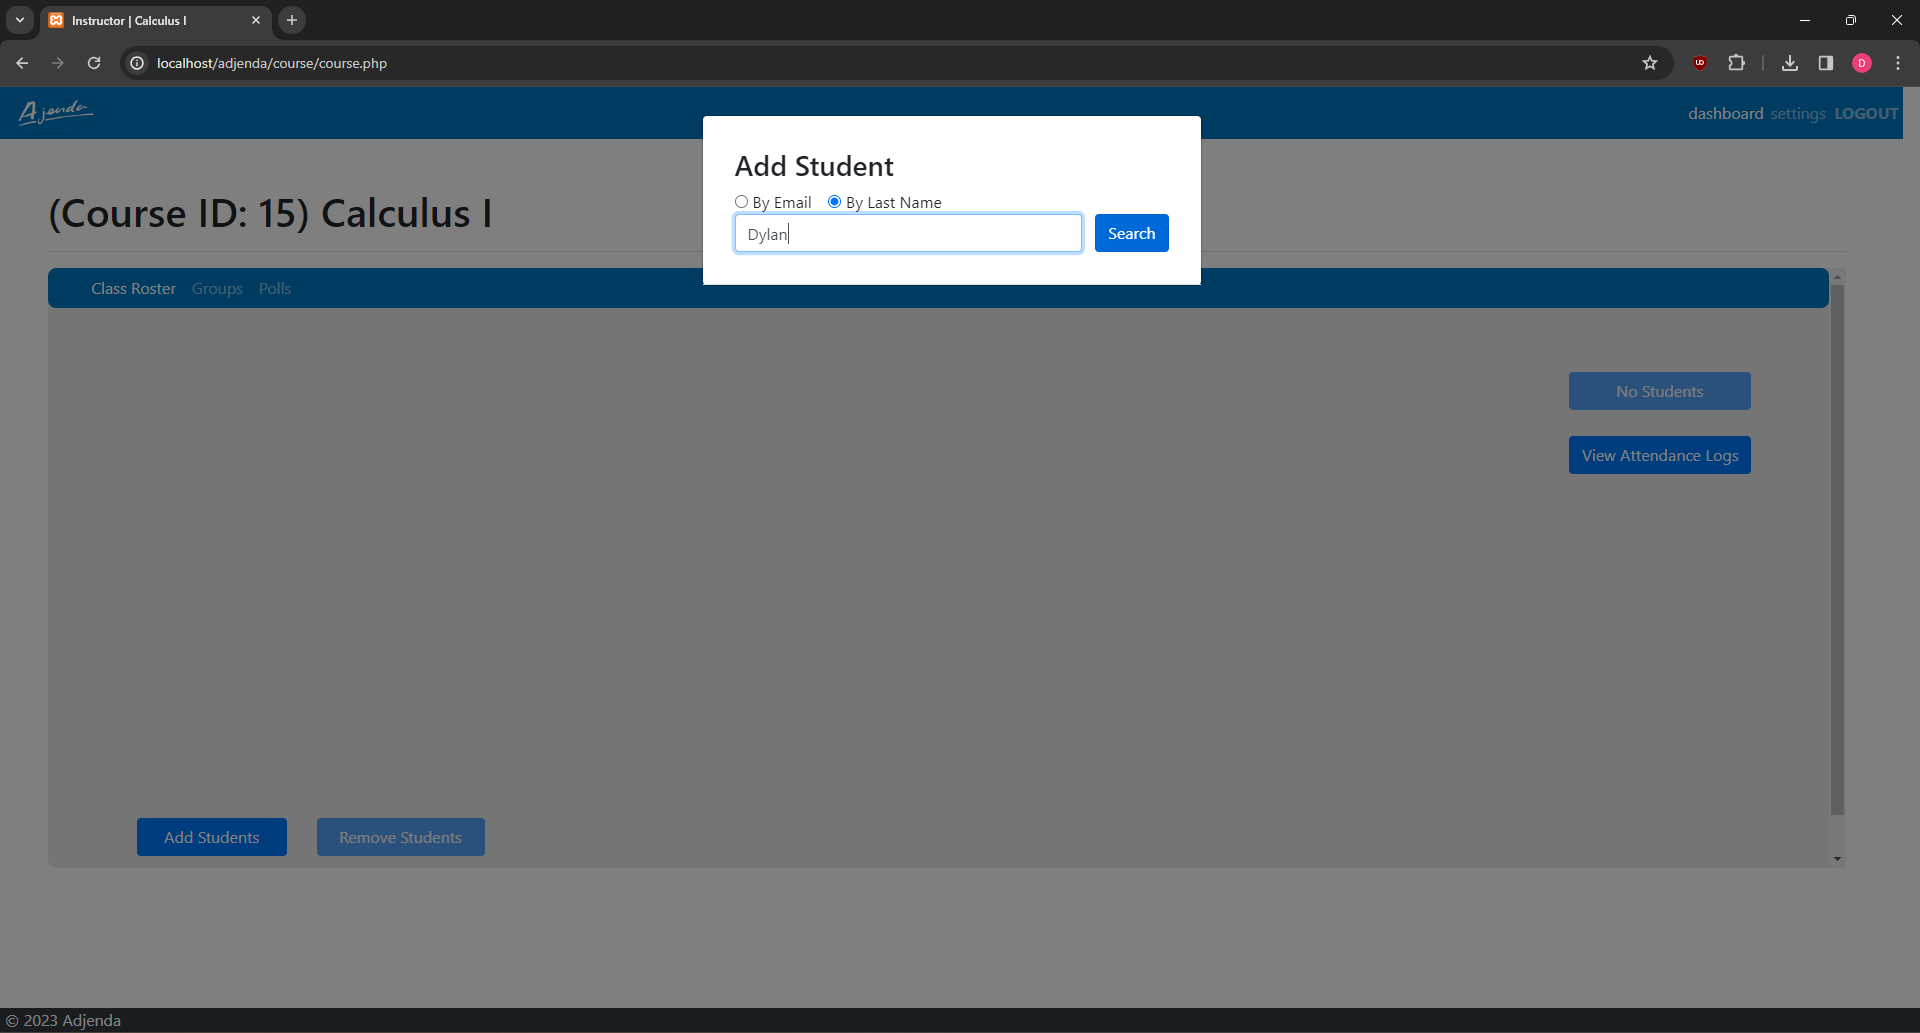 Instructor | Calculus I
localhost/adjenda/course/course.php
UD
D
Ajenda
dashboard settings LOGOUT
Add Student
By Email By Last Name
Dylan
Search
(Course ID: 15) Calculus I
Class Roster Groups Polls
No Students
View Attendance Logs
Add Students Remove Students
© 2023 Adjenda